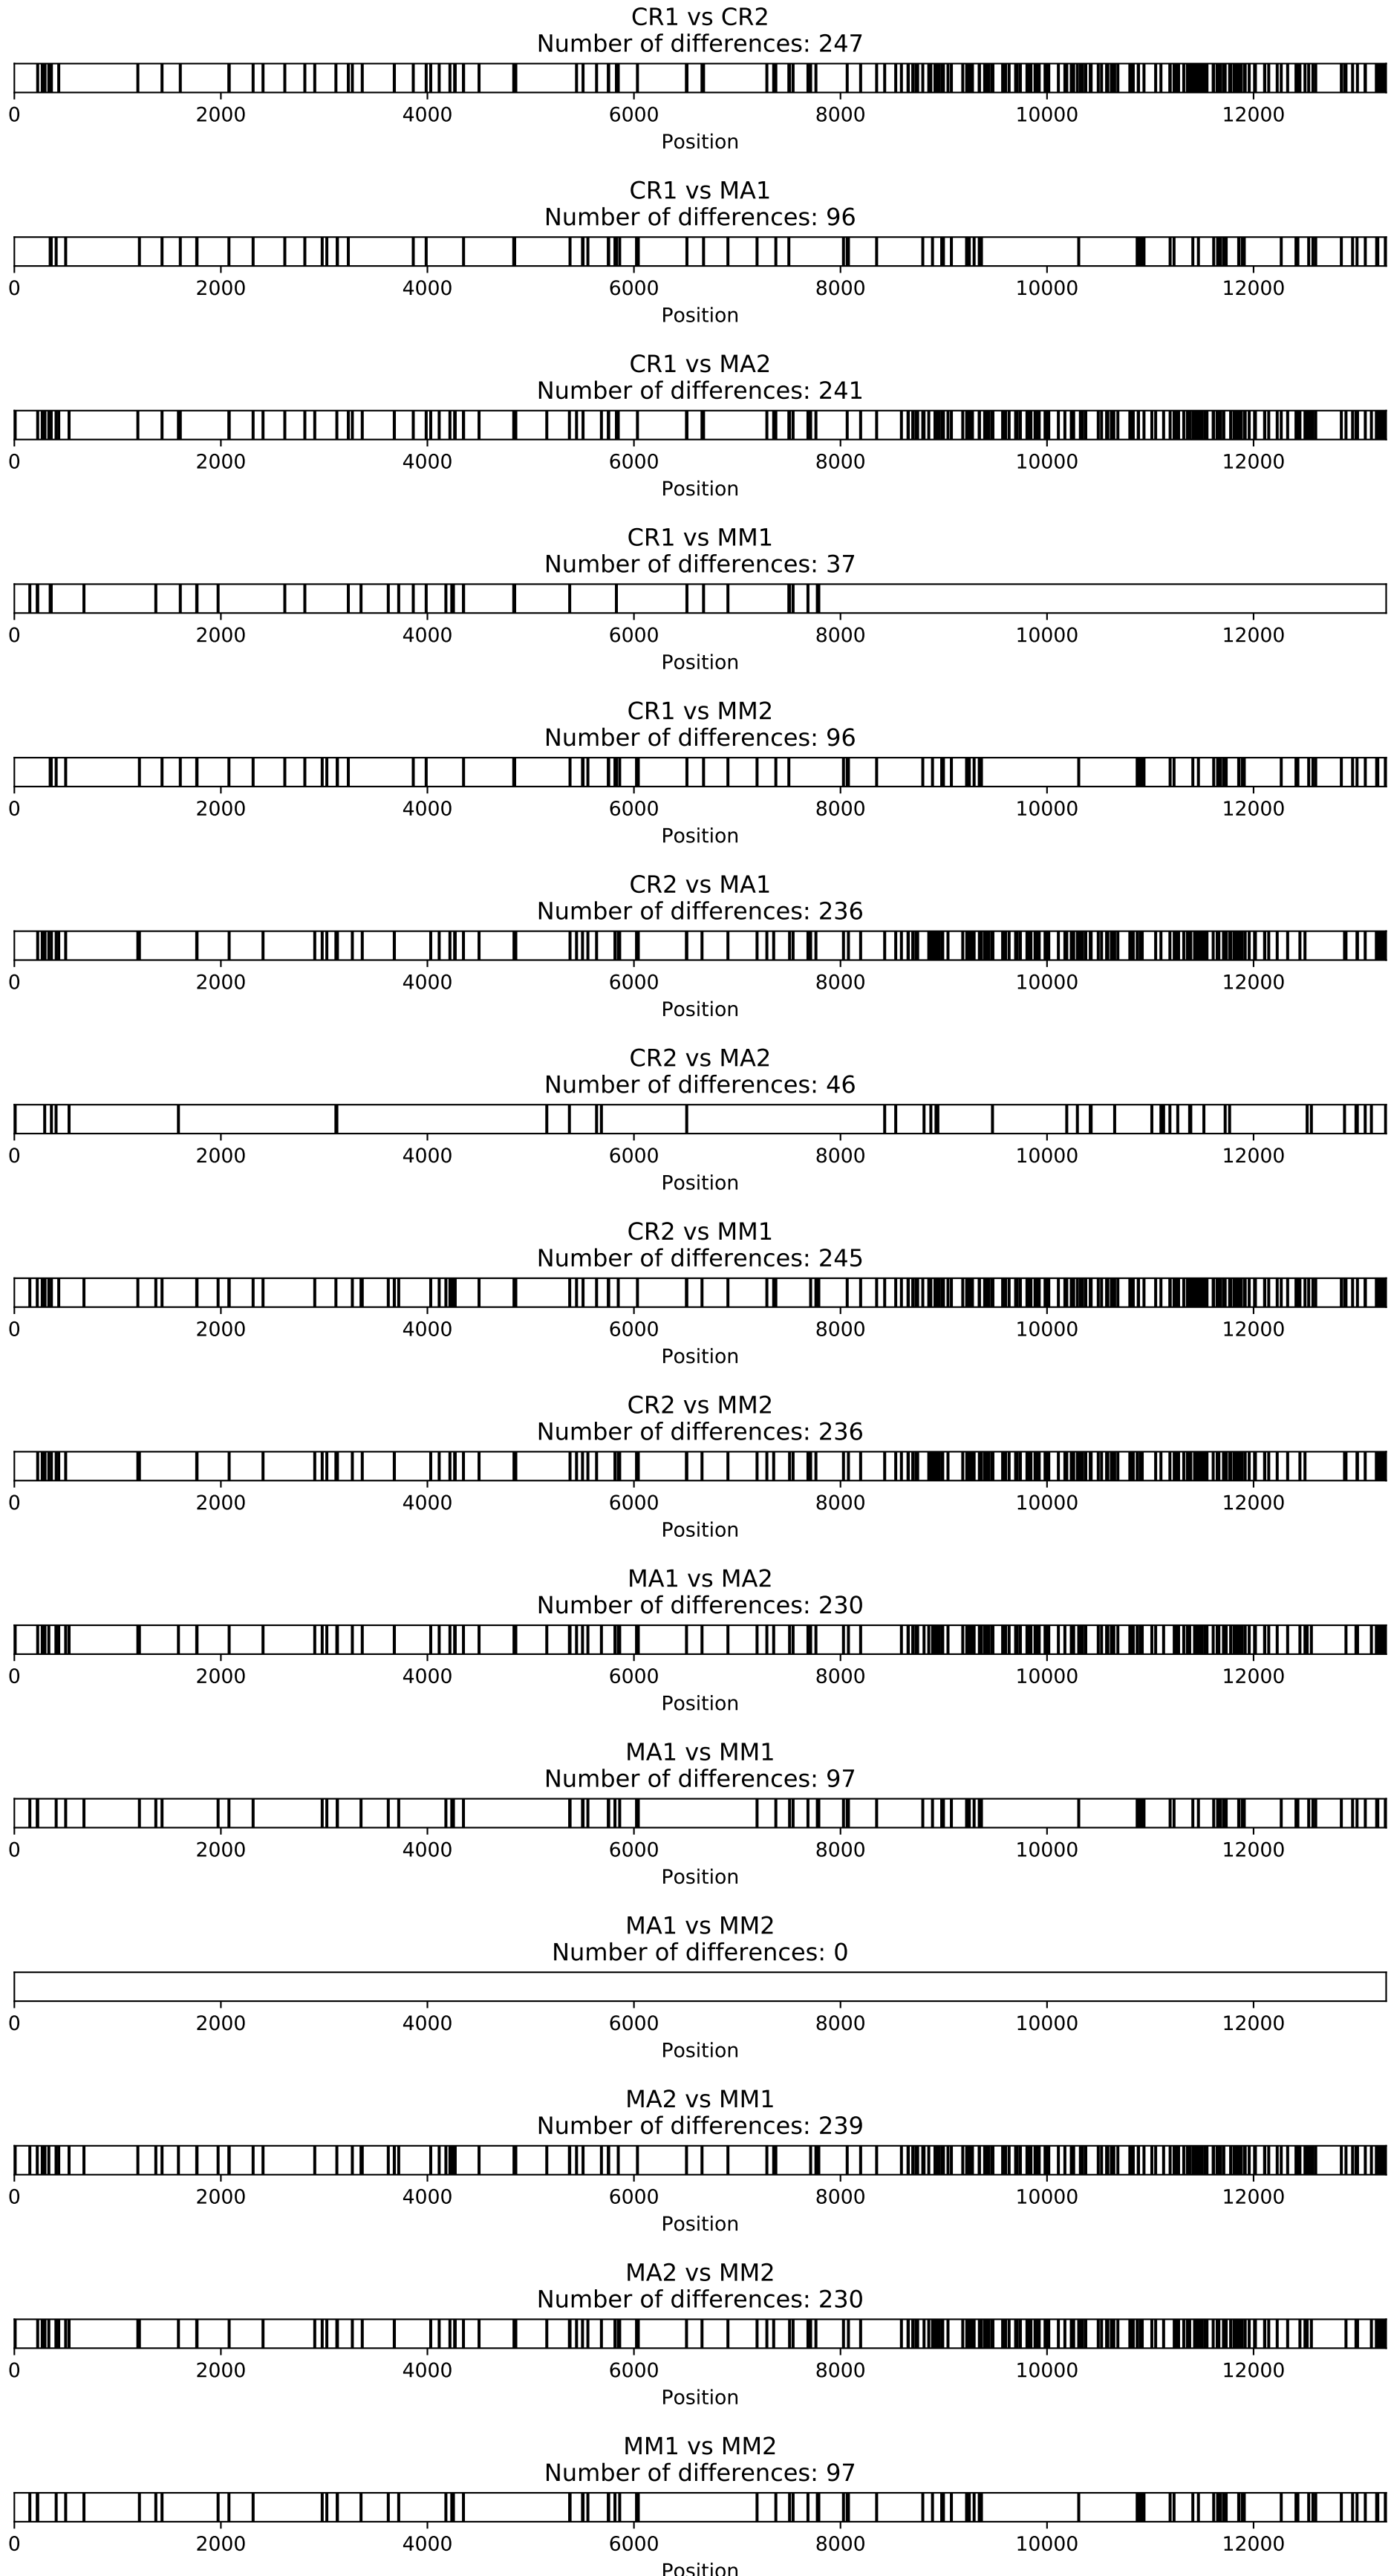 CR1 vs CR2
Number of differences: 247
0 2000 4000 6000 8000 10000 12000
Position
CR1 vs MA1
Number of differences: 96
0 2000 4000 6000 8000 10000 12000
Position
CR1 vs MA2
Number of differences: 241
0 2000 4000 6000 8000 10000 12000
Position
CR1 vs MM1
Number of differences: 37
0 2000 4000 6000 8000 10000 12000
Position
CR1 vs MM2
Number of differences: 96
0 2000 4000 6000 8000 10000 12000
Position
CR2 vs MA1
Number of differences: 236
0 2000 4000 6000 8000 10000 12000
Position
CR2 vs MA2
Number of differences: 46
0 2000 4000 6000 8000 10000 12000
Position
CR2 vs MM1
Number of differences: 245
0 2000 4000 6000 8000 10000 12000
Position
CR2 vs MM2
Number of differences: 236
0 2000 4000 6000 8000 10000 12000
Position
MA1 vs MA2
Number of differences: 230
0 2000 4000 6000 8000 10000 12000
Position
MA1 vs MM1
Number of differences: 97
0 2000 4000 6000 8000 10000 12000
Position
MA1 vs MM2
Number of differences: 0
0 2000 4000 6000 8000 10000 12000
Position
MA2 vs MM1
Number of differences: 239
0 2000 4000 6000 8000 10000 12000
Position
MA2 vs MM2
Number of differences: 230
0 2000 4000 6000 8000 10000 12000
Position
MM1 vs MM2
Number of differences: 97
0 2000 4000 6000 8000 10000 12000
Position